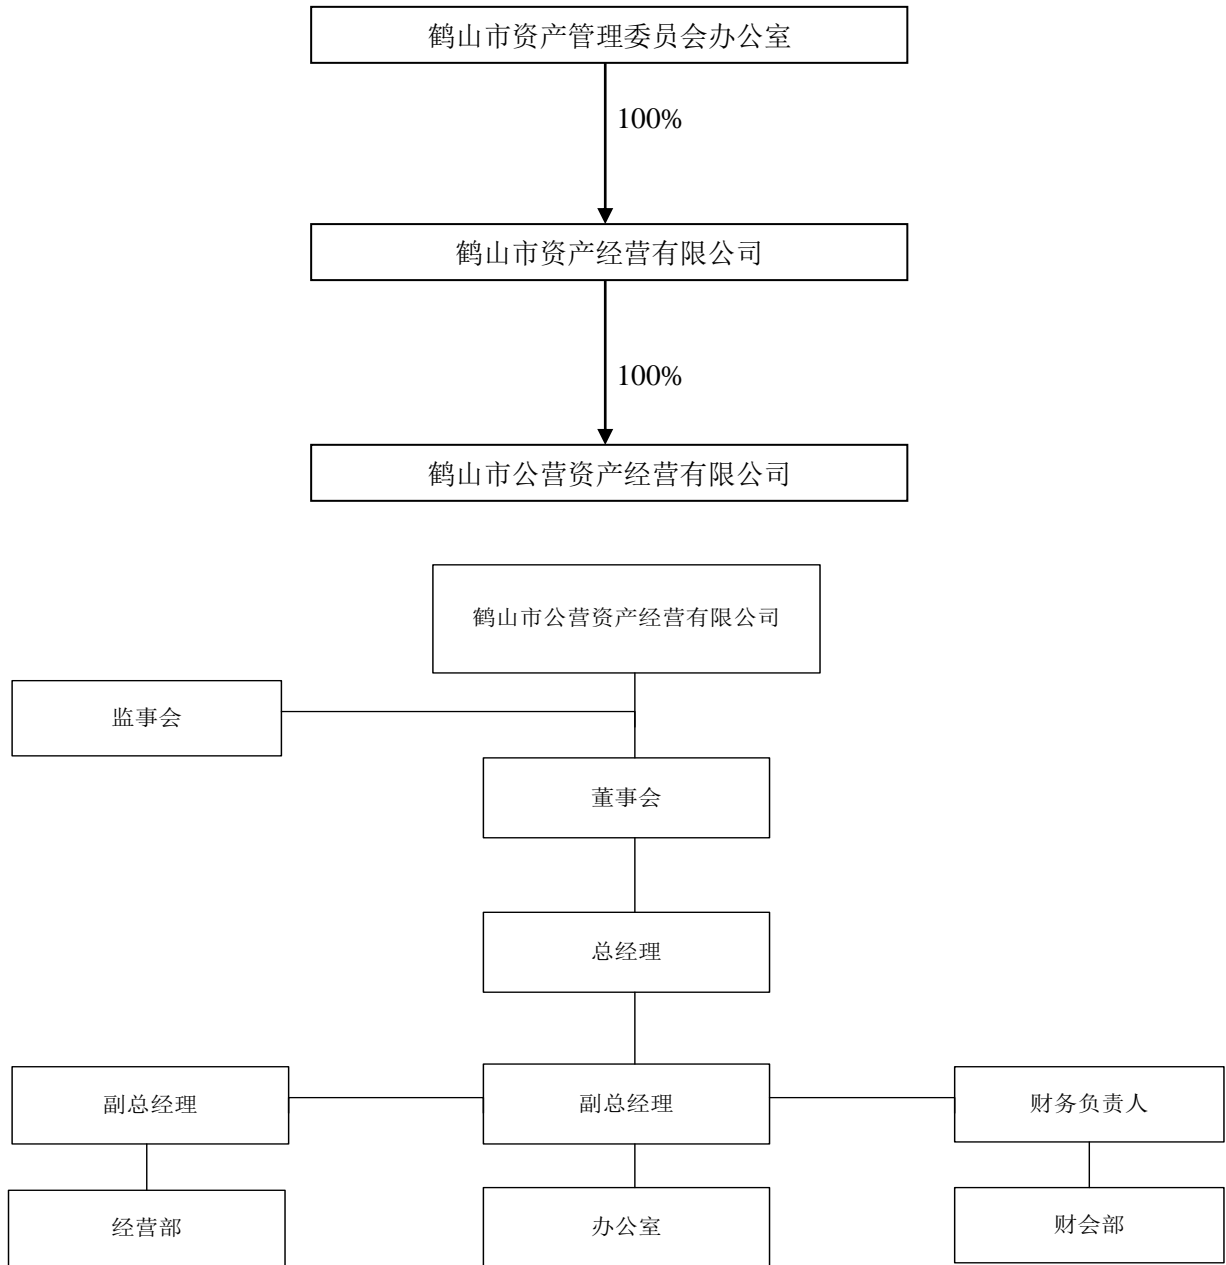 鹤山市资产管理委员会办公室
100%
鹤山市资产经营有限公司
100%
鹤山市公营资产经营有限公司
鹤山市公营资产经营有限公司
监事会
董事会
总经理
副总经理
副总经理
财务负责人
经营部
办公室
财会部